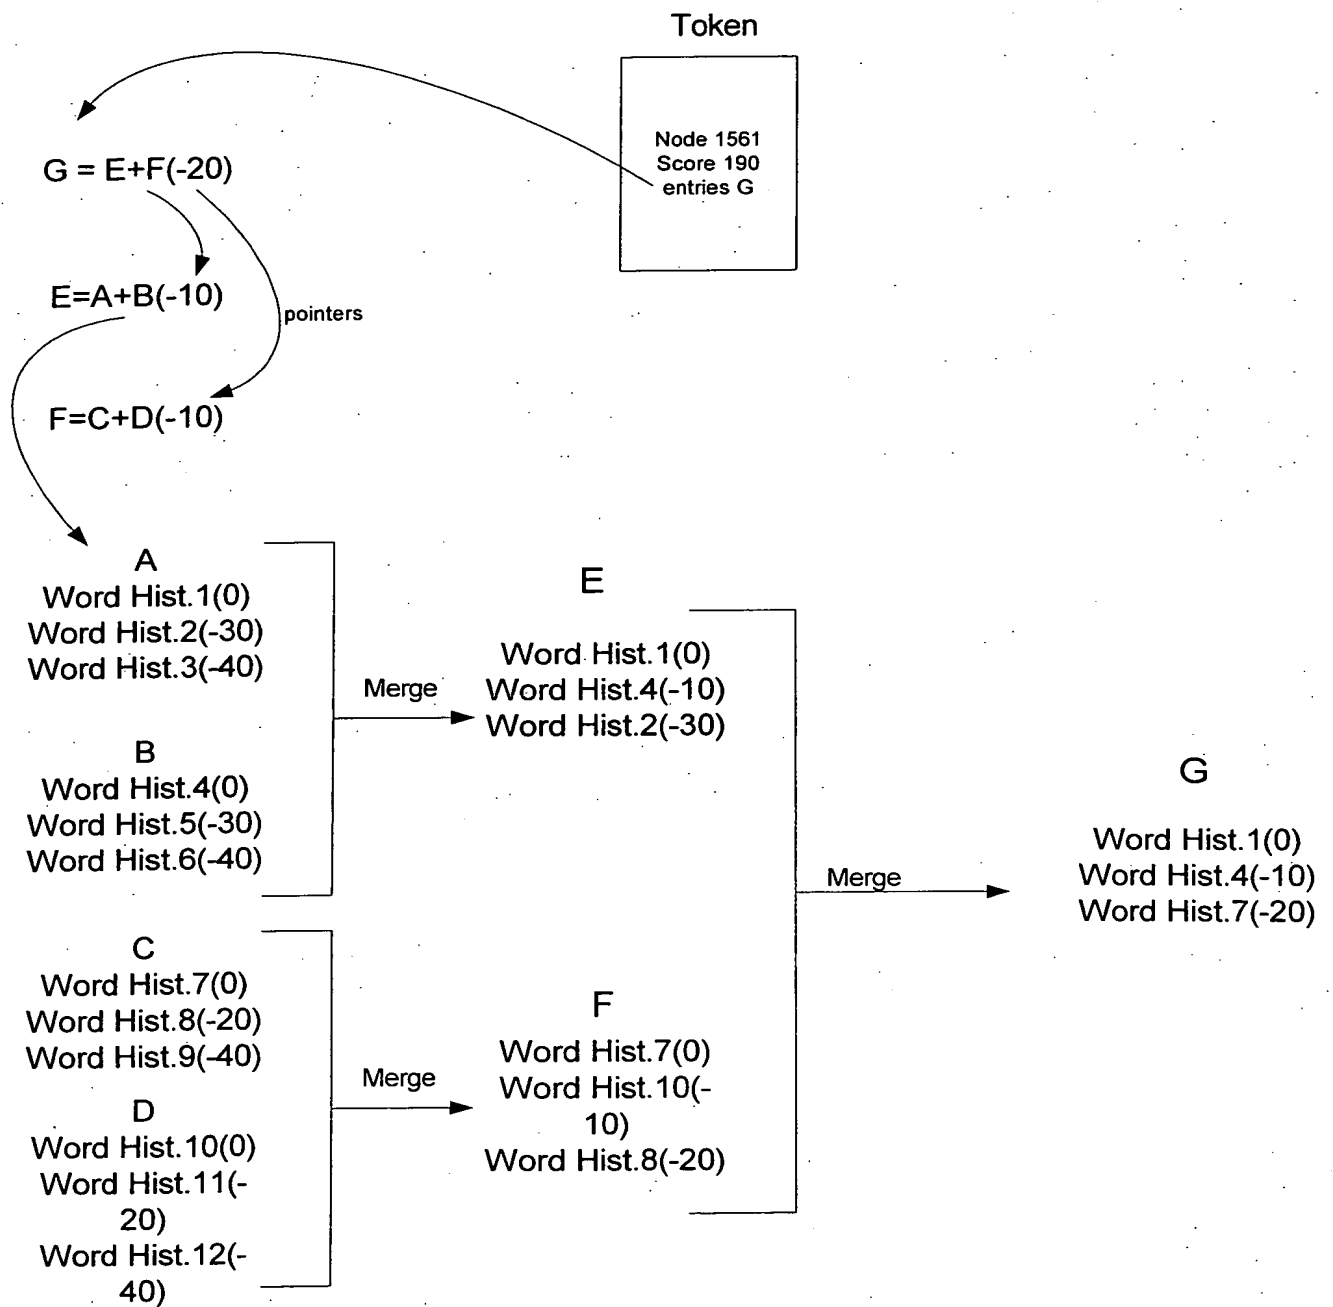 Token
Node 1561
Score 190
entries G
G = E+F(-20)
E=A+B(-10)
pointers
F=C+D(-10)
A
Word Hist.1(0)
Word Hist.2(-30)
Word Hist.3(-40)
Merge
B
Word Hist.4(0)
Word Hist.5(-30)
Word Hist.6(-40)
E
Word Hist.1(0)
Word Hist.4(-10)
Word Hist.2(-30)
C
Word Hist.7(0)
Word Hist.8(-20)
Word Hist.9(-40)
Merge
D
Word Hist.10(0)
Word Hist.11(-
20)
Word Hist.12(-
40)
F
Word Hist.7(0)
Word Hist.10(-
10)
Word Hist.8(-20)
Merge
G
Word Hist.1(0)
Word Hist.4(-10)
Word Hist.7(-20)